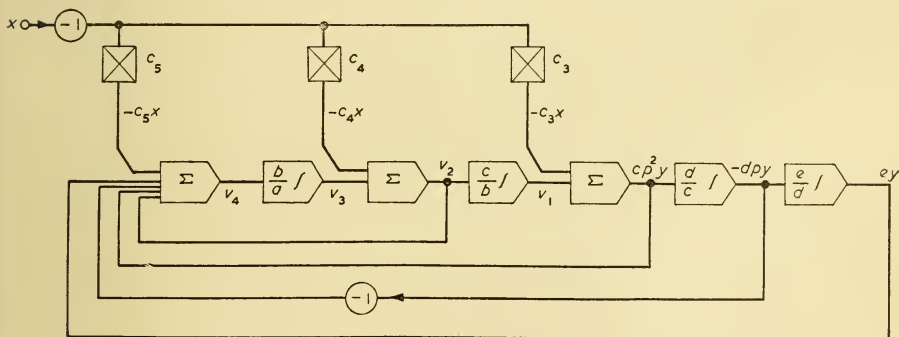 x −1
c₅ c₄ c₃
−c₅x −c₄x −c₃x
Σ v₄ b/a ∫ v₃ Σ v₂ c/b ∫ v₁ Σ cp²y d/c ∫ −dpy e/d ∫ ey
−1